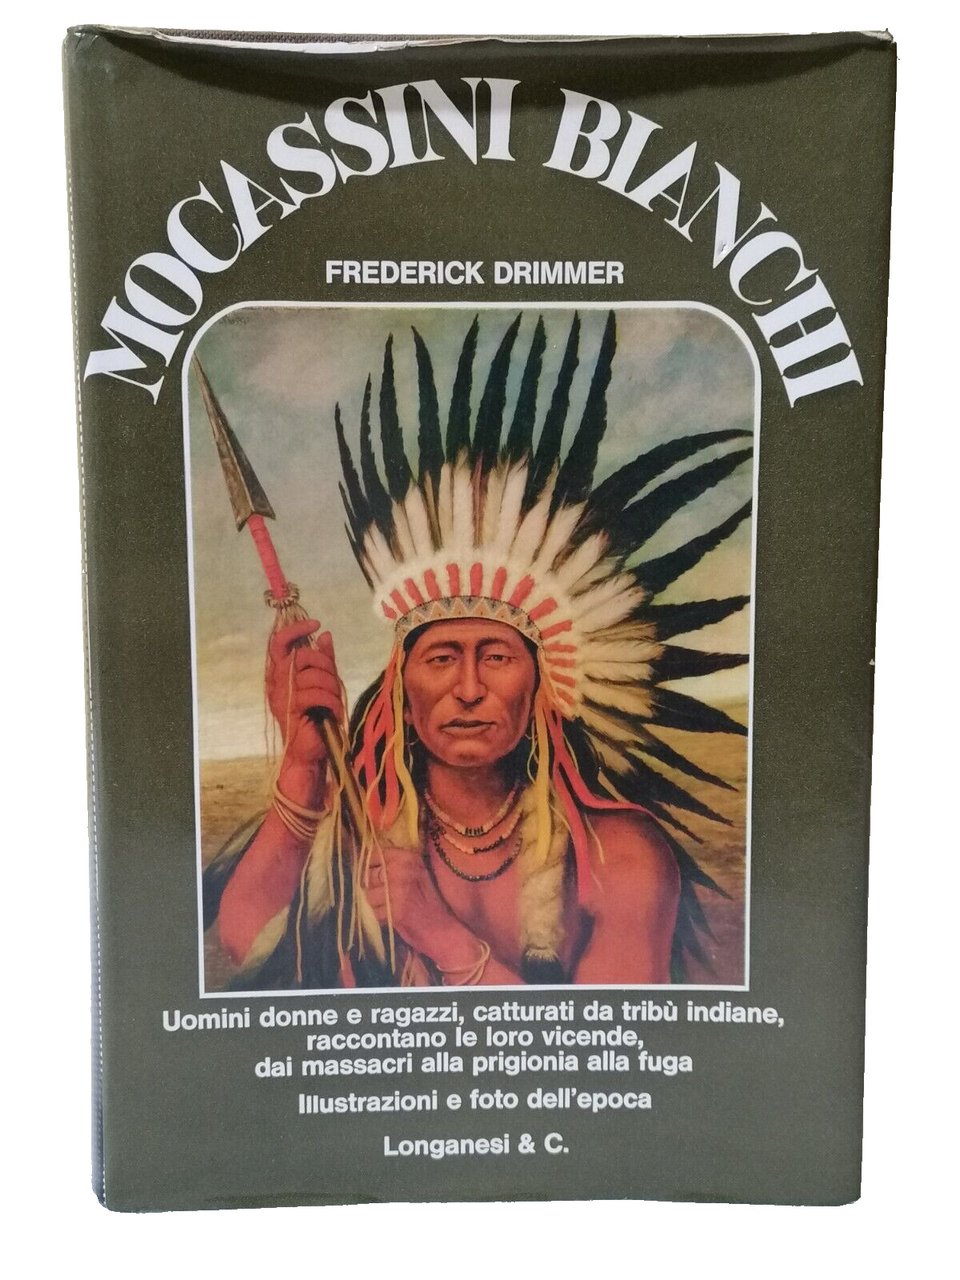 MOCASSINI BIANCHI
FREDERICK DRIMMER
Uomini donne e ragazzi, catturati da tribù indiane,
raccontano le loro vicende,
dai massacri alla prigionia alla fuga
Illustrazioni e foto dell'epoca
Longanesi & C.